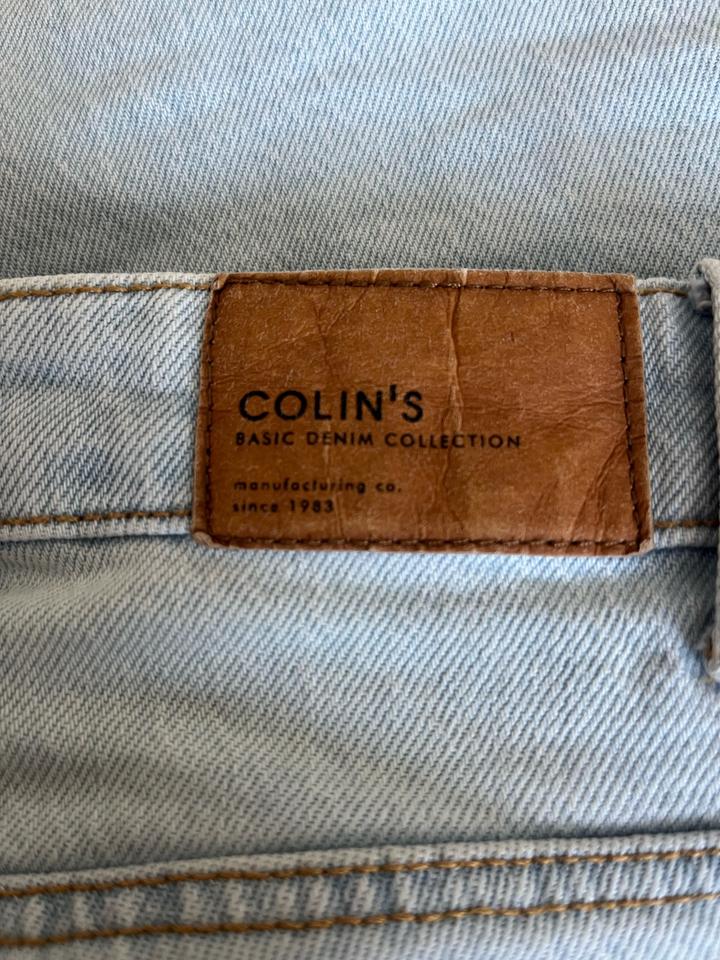 COLIN'S
BASIC DENIM COLLECTION
manufacturing co.
since 1983